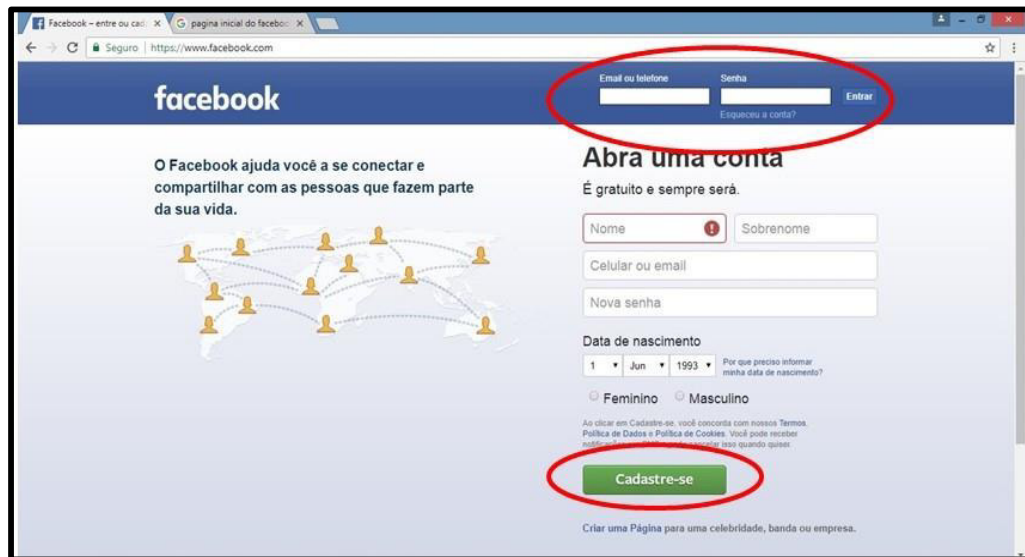 Facebook – entre ou cad
pagina inicial do faceboo
Seguro | https://www.facebook.com
facebook
Email ou telefone
Senha
Entrar
Esqueceu a conta?
O Facebook ajuda você a se conectar e
compartilhar com as pessoas que fazem parte
da sua vida.
Abra uma conta
É gratuito e sempre será.
Nome
Sobrenome
Celular ou email
Nova senha
Data de nascimento
1 Jun 1993
Por que preciso informar
minha data de nascimento?
Feminino
Masculino
Ao clicar em Cadastre-se, você concorda com nossos Termos,
Política de Dados e Política de Cookies. Você pode receber
isso quando quiser.
Cadastre-se
Criar uma Página para uma celebridade, banda ou empresa.